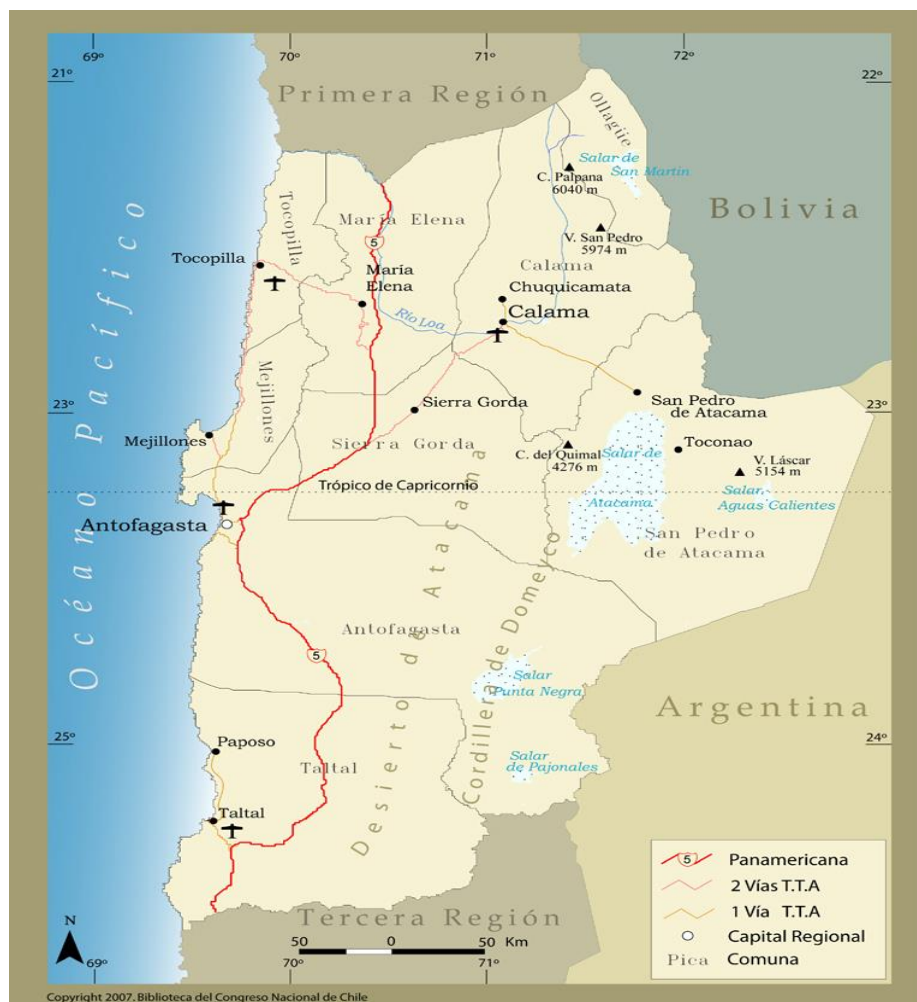 69º
70º
71º
72º
21º
22º
Primera Región
Ollagüe
Salar de
San Martín
C. Palpana
6040 m
Bolivia
Tocopilla
María Elena
5
V. San Pedro
5974 m
Tocopilla
María
Elena
Calama
Chuquicamata
Calama
Río Loa
Océano Pacífico
Mejillones
23º
23º
San Pedro
de Atacama
Sierra Gorda
Mejillones
Sierra Gorda
C. del Quimal
4276 m
Salar de
Atacama
Toconao
V. Láscar
5154 m
Trópico de Capricornio
Salar
Aguas Calientes
Antofagasta
San Pedro
de Atacama
Desierto de Atacama
Cordillera de Domeyco
Antofagasta
5
Salar
Punta Negra
Argentina
25º
24º
Paposo
Taltal
Salar
de Pajonales
Taltal
5 Panamericana
2 Vías T.T.A
1 Vía T.T.A
Capital Regional
Pica Comuna
Tercera Región
N
50 0 50 Km
69º
70º
71º
Copyright 2007, Biblioteca del Congreso Nacional de Chile